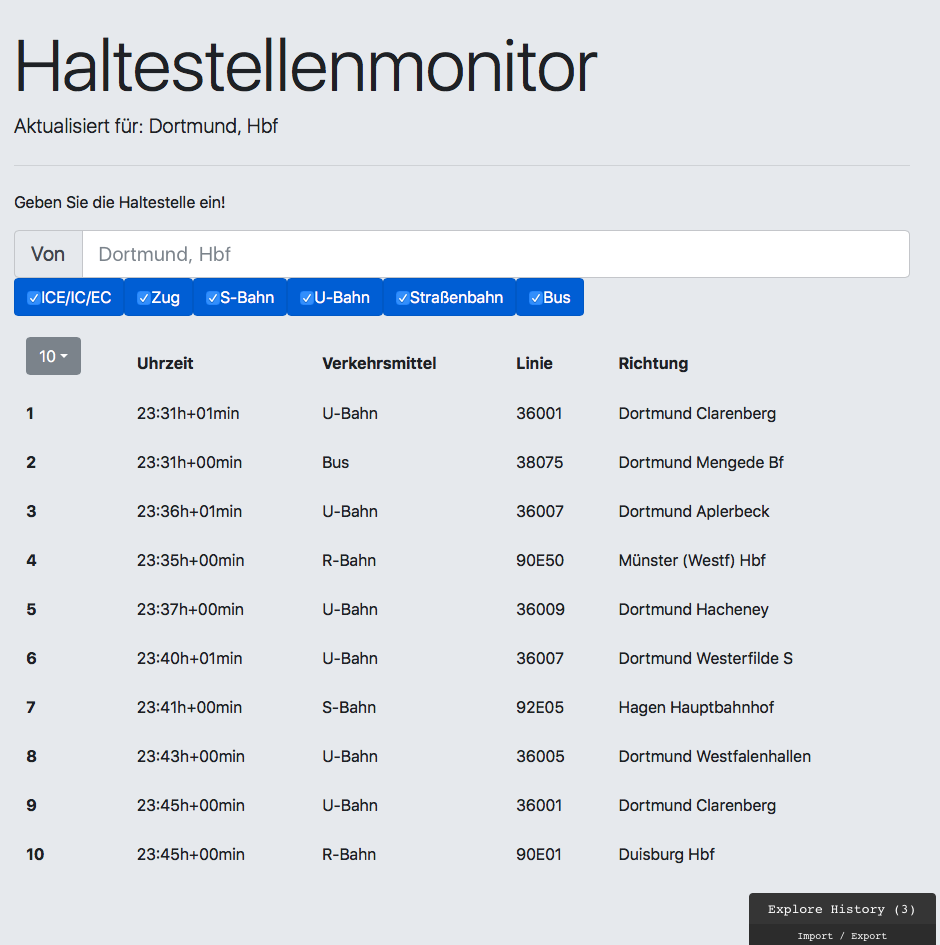 Haltestellenmonitor
Aktualisiert für: Dortmund, Hbf
Geben Sie die Haltestelle ein!
Von Dortmund, Hbf
ICE/IC/EC Zug S-Bahn U-Bahn Straßenbahn Bus
10 Uhrzeit Verkehrsmittel Linie Richtung
1 23:31h+01min U-Bahn 36001 Dortmund Clarenberg
2 23:31h+00min Bus 38075 Dortmund Mengede Bf
3 23:36h+01min U-Bahn 36007 Dortmund Aplerbeck
4 23:35h+00min R-Bahn 90E50 Münster (Westf) Hbf
5 23:37h+00min U-Bahn 36009 Dortmund Hacheney
6 23:40h+01min U-Bahn 36007 Dortmund Westerfilde S
7 23:41h+00min S-Bahn 92E05 Hagen Hauptbahnhof
8 23:43h+00min U-Bahn 36005 Dortmund Westfalenhallen
9 23:45h+00min U-Bahn 36001 Dortmund Clarenberg
10 23:45h+00min R-Bahn 90E01 Duisburg Hbf
Explore History (3)
Import / Export